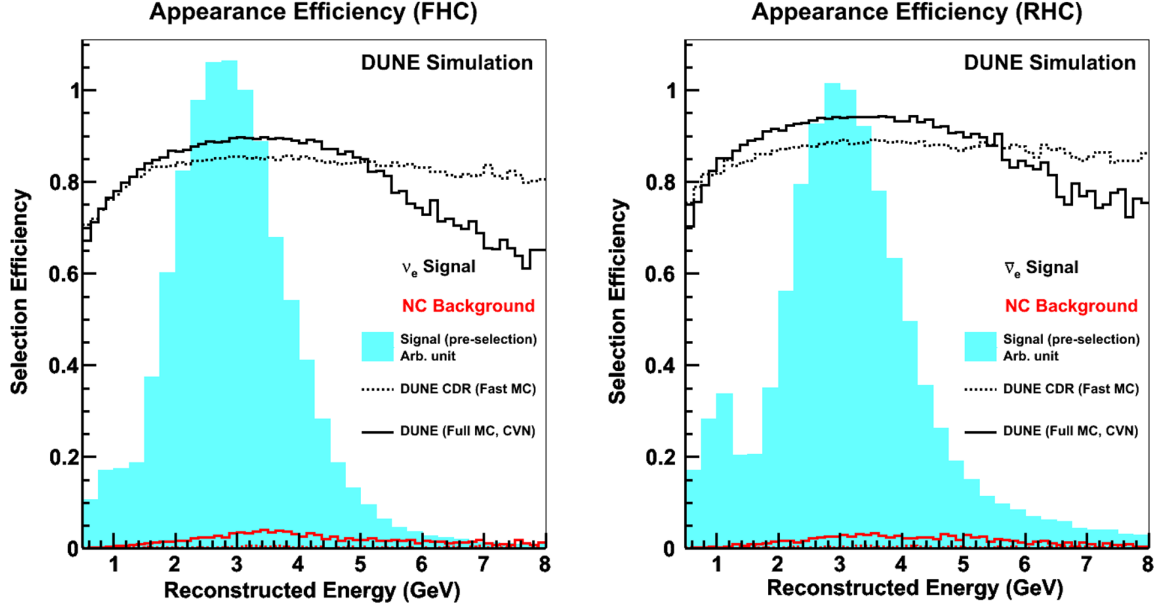 Appearance Efficiency (FHC)
DUNE Simulation
Selection Efficiency
1
0.8
0.6
0.4
0.2
0
νe Signal
NC Background
Signal (pre-selection)
Arb. unit
DUNE CDR (Fast MC)
DUNE (Full MC, CVN)
1 2 3 4 5 6 7 8
Reconstructed Energy (GeV)
Appearance Efficiency (RHC)
DUNE Simulation
Selection Efficiency
1
0.8
0.6
0.4
0.2
0
ν̅e Signal
NC Background
Signal (pre-selection)
Arb. unit
DUNE CDR (Fast MC)
DUNE (Full MC, CVN)
1 2 3 4 5 6 7 8
Reconstructed Energy (GeV)